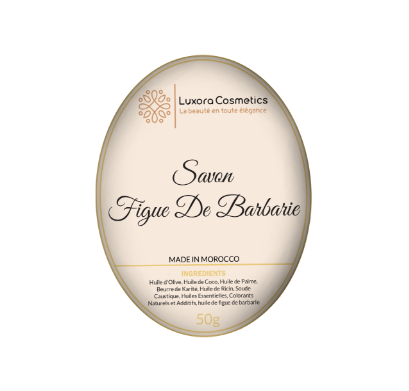 Luxora Cosmetics
La beauté en toute élégance
Savon
Figue De Barbarie
MADE IN MOROCCO
INGREDIENTS
Huile d'Olive, Huile de Coco, Huile de Palme,
Beurre de Karité, Huile de Ricin, Soude
Caustique, Huiles Essentielles, Colorants
Naturels et Additifs, huile de figue de barbarie
50g